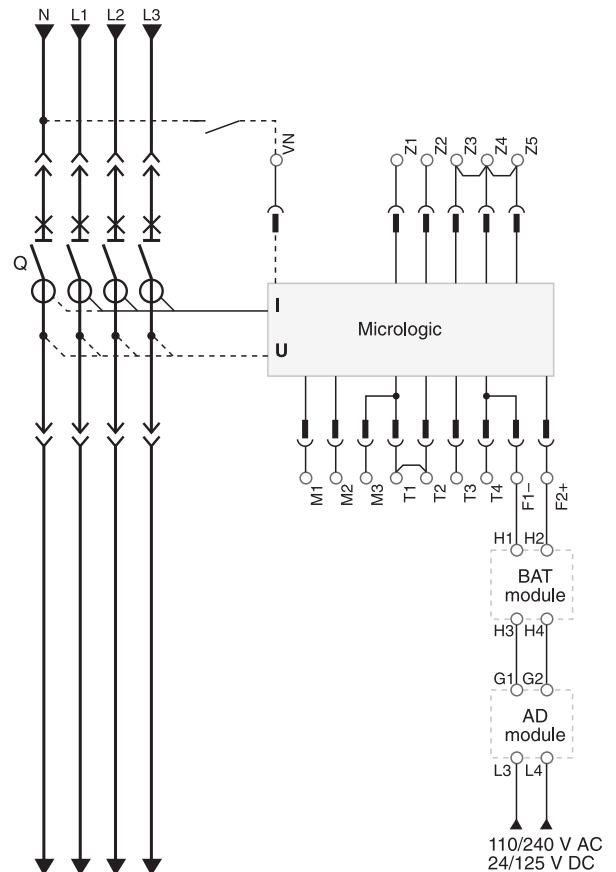 N L1 L2 L3
VN
Z1
Z2
Z3
Z4
Z5
Q
I
Micrologic
U
M1
M2
M3
T1
T2
T3
T4
F1–
F2+
H1 H2
BAT
module
H3 H4
G1 G2
AD
module
L3 L4
110/240 V AC
24/125 V DC